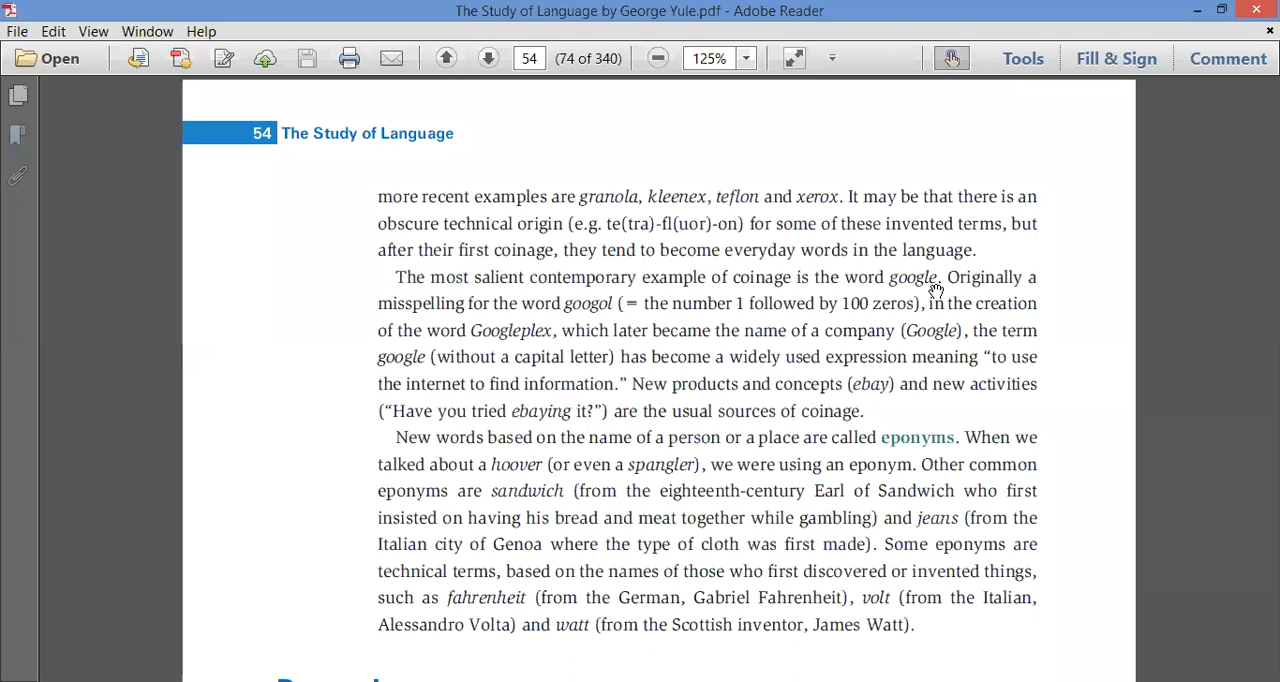 The Study of Language by George Yule.pdf - Adobe Reader
File Edit View Window Help
Open 54 (74 of 340) 125% Tools Fill & Sign Comment
54 The Study of Language
more recent examples are granola, kleenex, teflon and xerox. It may be that there is an
obscure technical origin (e.g. te(tra)-fl(uor)-on) for some of these invented terms, but
after their first coinage, they tend to become everyday words in the language.
The most salient contemporary example of coinage is the word google. Originally a
misspelling for the word googol (= the number 1 followed by 100 zeros), in the creation
of the word Googleplex, which later became the name of a company (Google), the term
google (without a capital letter) has become a widely used expression meaning “to use
the internet to find information.” New products and concepts (ebay) and new activities
(“Have you tried ebaying it?”) are the usual sources of coinage.
New words based on the name of a person or a place are called eponyms. When we
talked about a hoover (or even a spangler), we were using an eponym. Other common
eponyms are sandwich (from the eighteenth-century Earl of Sandwich who first
insisted on having his bread and meat together while gambling) and jeans (from the
Italian city of Genoa where the type of cloth was first made). Some eponyms are
technical terms, based on the names of those who first discovered or invented things,
such as fahrenheit (from the German, Gabriel Fahrenheit), volt (from the Italian,
Alessandro Volta) and watt (from the Scottish inventor, James Watt).